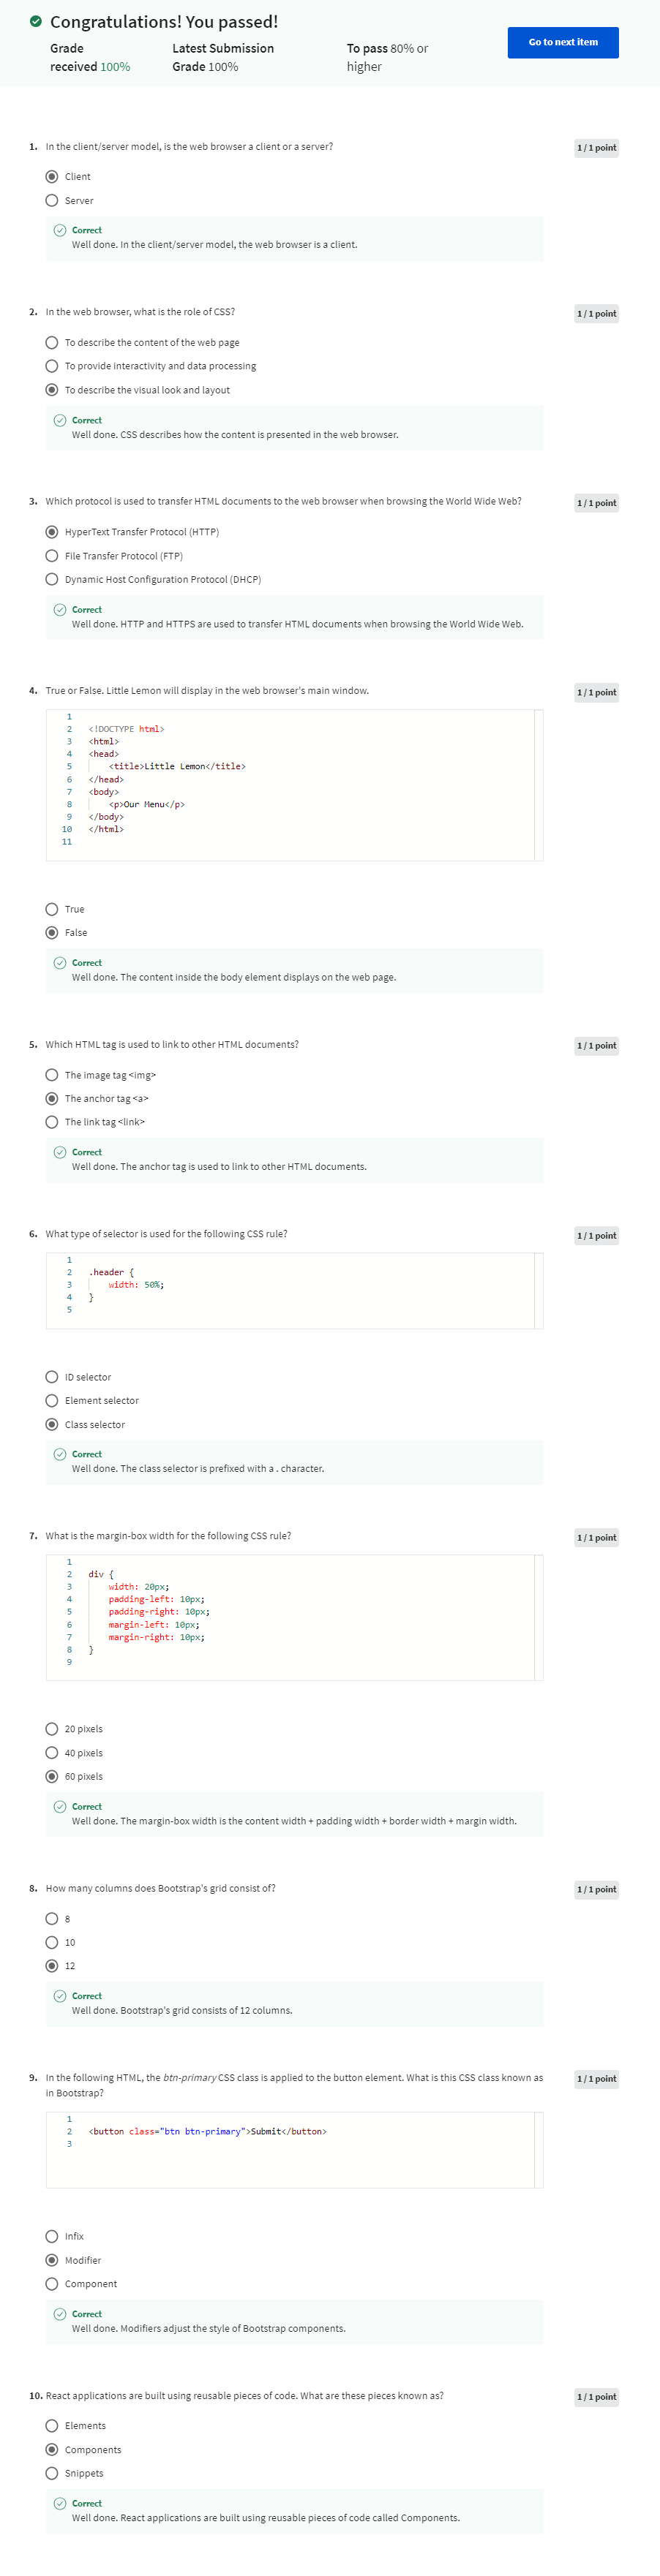 Congratulations! You passed!
Grade
received 100%
Latest Submission
Grade 100%
To pass 80% or
higher
Go to next item
1. In the client/server model, is the web browser a client or a server?
1 / 1 point
Client
Server
Correct
Well done. In the client/server model, the web browser is a client.
2. In the web browser, what is the role of CSS?
1 / 1 point
To describe the content of the web page
To provide interactivity and data processing
To describe the visual look and layout
Correct
Well done. CSS describes how the content is presented in the web browser.
3. Which protocol is used to transfer HTML documents to the web browser when browsing the World Wide Web?
1 / 1 point
HyperText Transfer Protocol (HTTP)
File Transfer Protocol (FTP)
Dynamic Host Configuration Protocol (DHCP)
Correct
Well done. HTTP and HTTPS are used to transfer HTML documents when browsing the World Wide Web.
4. True or False. Little Lemon will display in the web browser's main window.
1 / 1 point
1
2 <!DOCTYPE html>
3 <html>
4 <head>
5 <title>Little Lemon</title>
6 </head>
7 <body>
8 <p>Our Menu</p>
9 </body>
10 </html>
11
True
False
Correct
Well done. The content inside the body element displays on the web page.
5. Which HTML tag is used to link to other HTML documents?
1 / 1 point
The image tag <img>
The anchor tag <a>
The link tag <link>
Correct
Well done. The anchor tag is used to link to other HTML documents.
6. What type of selector is used for the following CSS rule?
1 / 1 point
1
2 .header {
3 width: 50%;
4 }
5
ID selector
Element selector
Class selector
Correct
Well done. The class selector is prefixed with a . character.
7. What is the margin-box width for the following CSS rule?
1 / 1 point
1
2 div {
3 width: 20px;
4 padding-left: 10px;
5 padding-right: 10px;
6 margin-left: 10px;
7 margin-right: 10px;
8 }
9
20 pixels
40 pixels
60 pixels
Correct
Well done. The margin-box width is the content width + padding width + border width + margin width.
8. How many columns does Bootstrap's grid consist of?
1 / 1 point
8
10
12
Correct
Well done. Bootstrap's grid consists of 12 columns.
9. In the following HTML, the btn-primary CSS class is applied to the button element. What is this CSS class known as
in Bootstrap?
1 / 1 point
1
2 <button class="btn btn-primary">Submit</button>
3
Infix
Modifier
Component
Correct
Well done. Modifiers adjust the style of Bootstrap components.
10. React applications are built using reusable pieces of code. What are these pieces known as?
1 / 1 point
Elements
Components
Snippets
Correct
Well done. React applications are built using reusable pieces of code called Components.